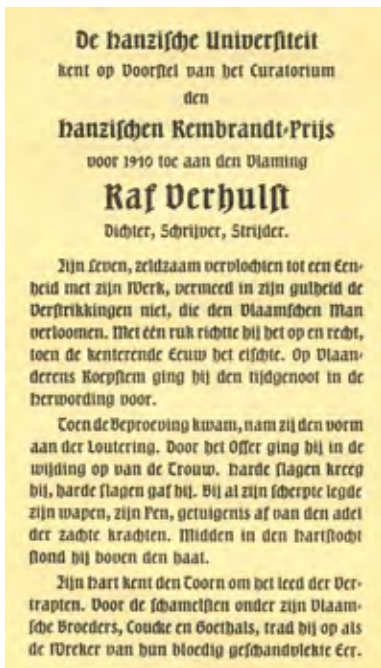 De Hanzische Universiteit
kent op Voorstel van het Curatorium
den
Hanzischen Rembrandt-Prijs
voor 1940 toe aan den Vlaming
Raf Verhulst
Dichter, Schrijver, Strijder.
Zijn Leven, zeldzaam vervlochten tot een Een-
heid met zijn Werk, vermeed in zijn gulheid de
Verstrikkingen niet, die den Vlaamschen Man
verloomen. Met één ruk richtte hij het op en recht,
toen de kenterende Eeuw het eischte. Op Vlaan-
derens Roepstem ging hij den tijdgenoot in de
herwording voor.
Toen de Beproeving kwam, nam zij den vorm
aan der Loutering. Door het Offer ging hij in de
wijding op van de Trouw. Harde slagen kreeg
hij, harde slagen gaf hij. Bij al zijn scherpte legde
zijn wapen, zijn Pen, getuigenis af van den adel
der zachte krachten. Midden in den hartstocht
stond hij boven den haat.
Zijn hart kent den Toorn om het leed der Ver-
trapten. Voor de schamelsten onder zijn Vlaam-
sche Broeders, Coucke en Goethals, trad hij op als
de Wreker van hun bloedig geschandvlekte Eer.